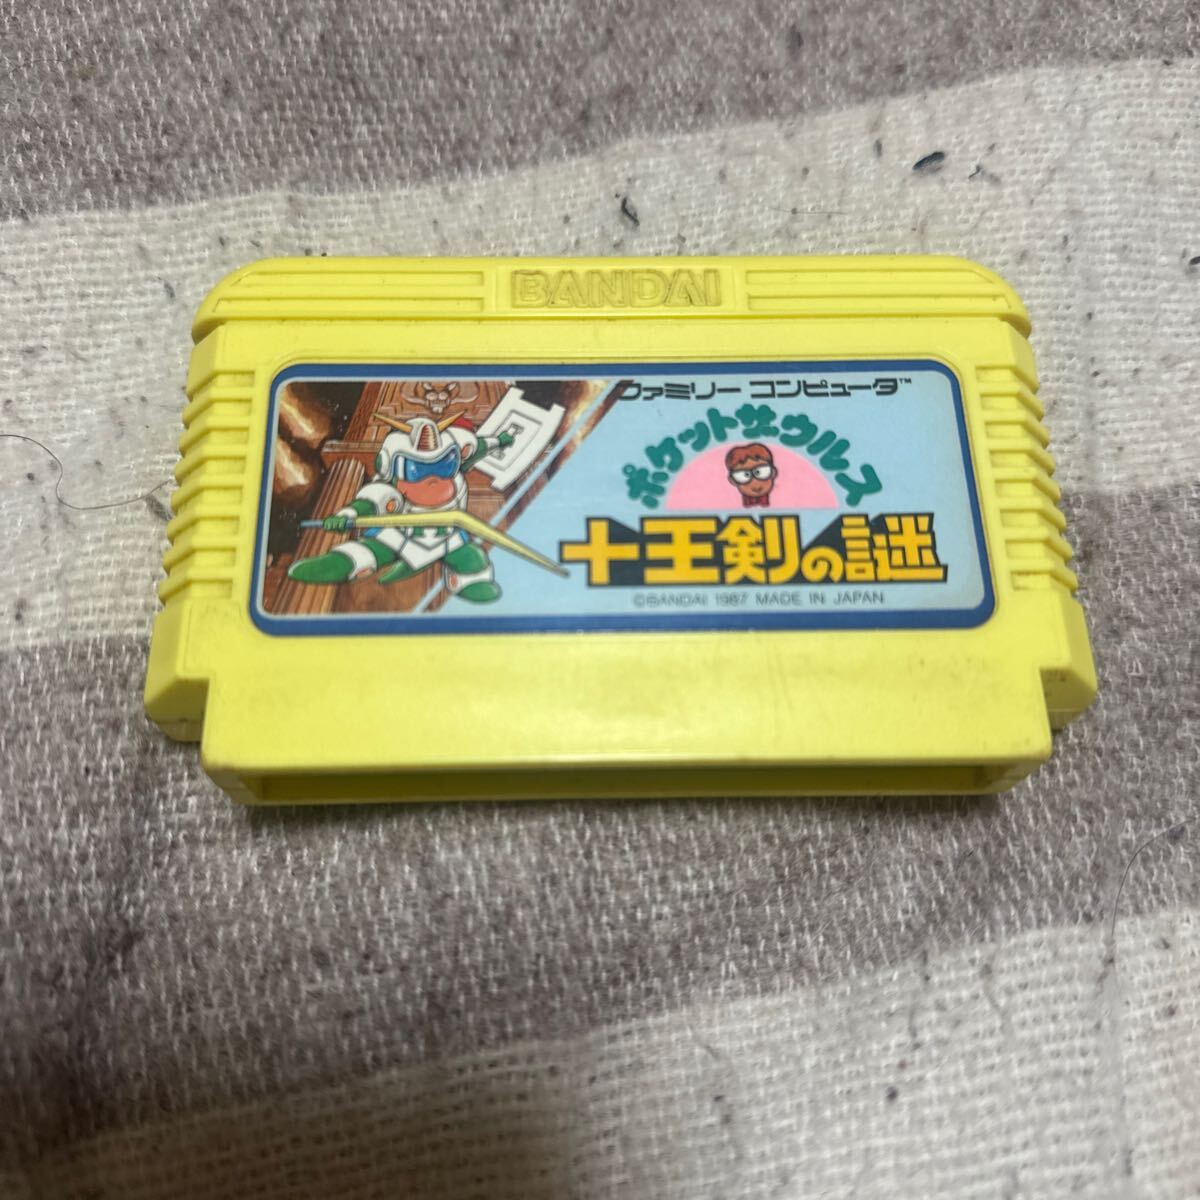 BANDAI
ファミリーコンピュータ™
ポケットザウルス
十王剣の謎
©BANDAI 1987 MADE IN JAPAN